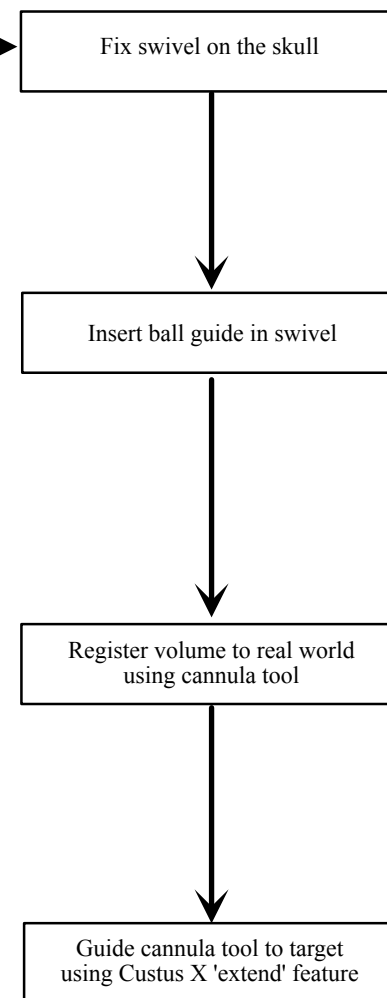 Fix swivel on the skull
Insert ball guide in swivel
Register volume to real world
using cannula tool
Guide cannula tool to target
using Custus X 'extend' feature